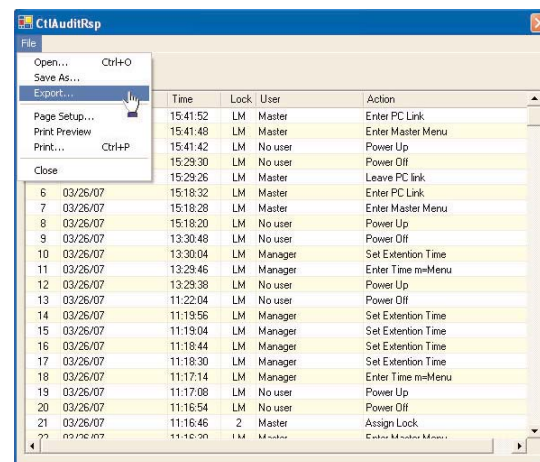 CtlAuditRsp
File
Open... Ctrl+O
Save As...
Export...
Page Setup...
Print Preview
Print... Ctrl+P
Close
Time Lock User Action
15:41:52 LM Master Enter PC Link
15:41:48 LM Master Enter Master Menu
15:41:42 LM No user Power Up
15:29:30 LM No user Power Off
15:29:26 LM Master Leave PC link
6 03/26/07 15:18:32 LM Master Enter PC Link
7 03/26/07 15:18:28 LM Master Enter Master Menu
8 03/26/07 15:18:20 LM No user Power Up
9 03/26/07 13:30:48 LM No user Power Off
10 03/26/07 13:30:04 LM Manager Set Extention Time
11 03/26/07 13:29:46 LM Manager Enter Time m=Menu
12 03/26/07 13:29:38 LM No user Power Up
13 03/26/07 11:22:04 LM No user Power Off
14 03/26/07 11:19:56 LM Manager Set Extention Time
15 03/26/07 11:19:04 LM Manager Set Extention Time
16 03/26/07 11:18:44 LM Manager Set Extention Time
17 03/26/07 11:18:30 LM Manager Set Extention Time
18 03/26/07 11:17:14 LM Manager Enter Time m=Menu
19 03/26/07 11:17:08 LM No user Power Up
20 03/26/07 11:16:54 LM No user Power Off
21 03/26/07 11:16:46 2 Master Assign Lock
22 03/26/07 11:16:30 LM Master Enter Master Menu